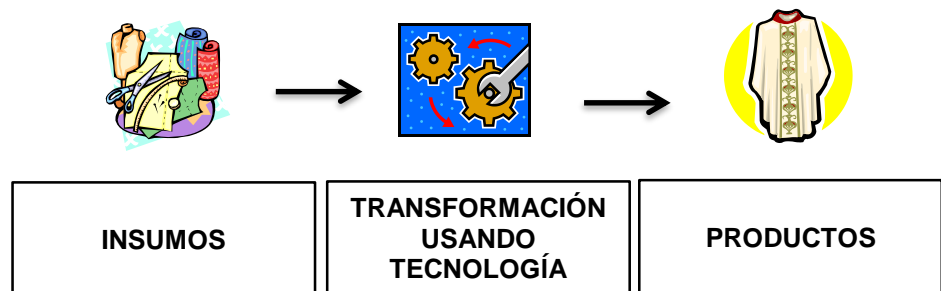 INSUMOS
TRANSFORMACIÓN
USANDO
TECNOLOGÍA
PRODUCTOS